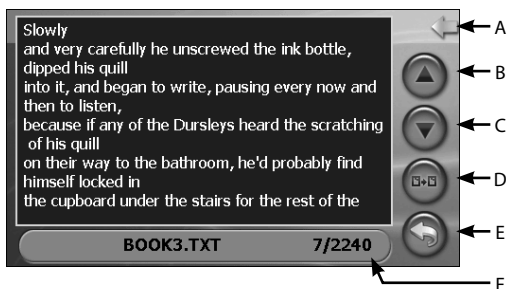 Slowly
and very carefully he unscrewed the ink bottle,
dipped his quill
into it, and began to write, pausing every now and
then to listen,
because if any of the Dursleys heard the scratching
of his quill
on their way to the bathroom, he'd probably find
himself locked in
the cupboard under the stairs for the rest of the
BOOK3.TXT 7/2240
A
B
C
D
E
F